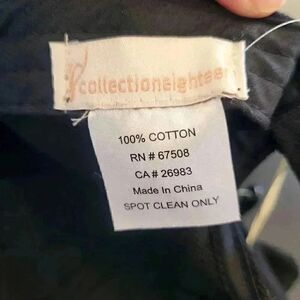 collectioneighteen
100% COTTON
RN # 67508
CA # 26983
Made In China
SPOT CLEAN ONLY